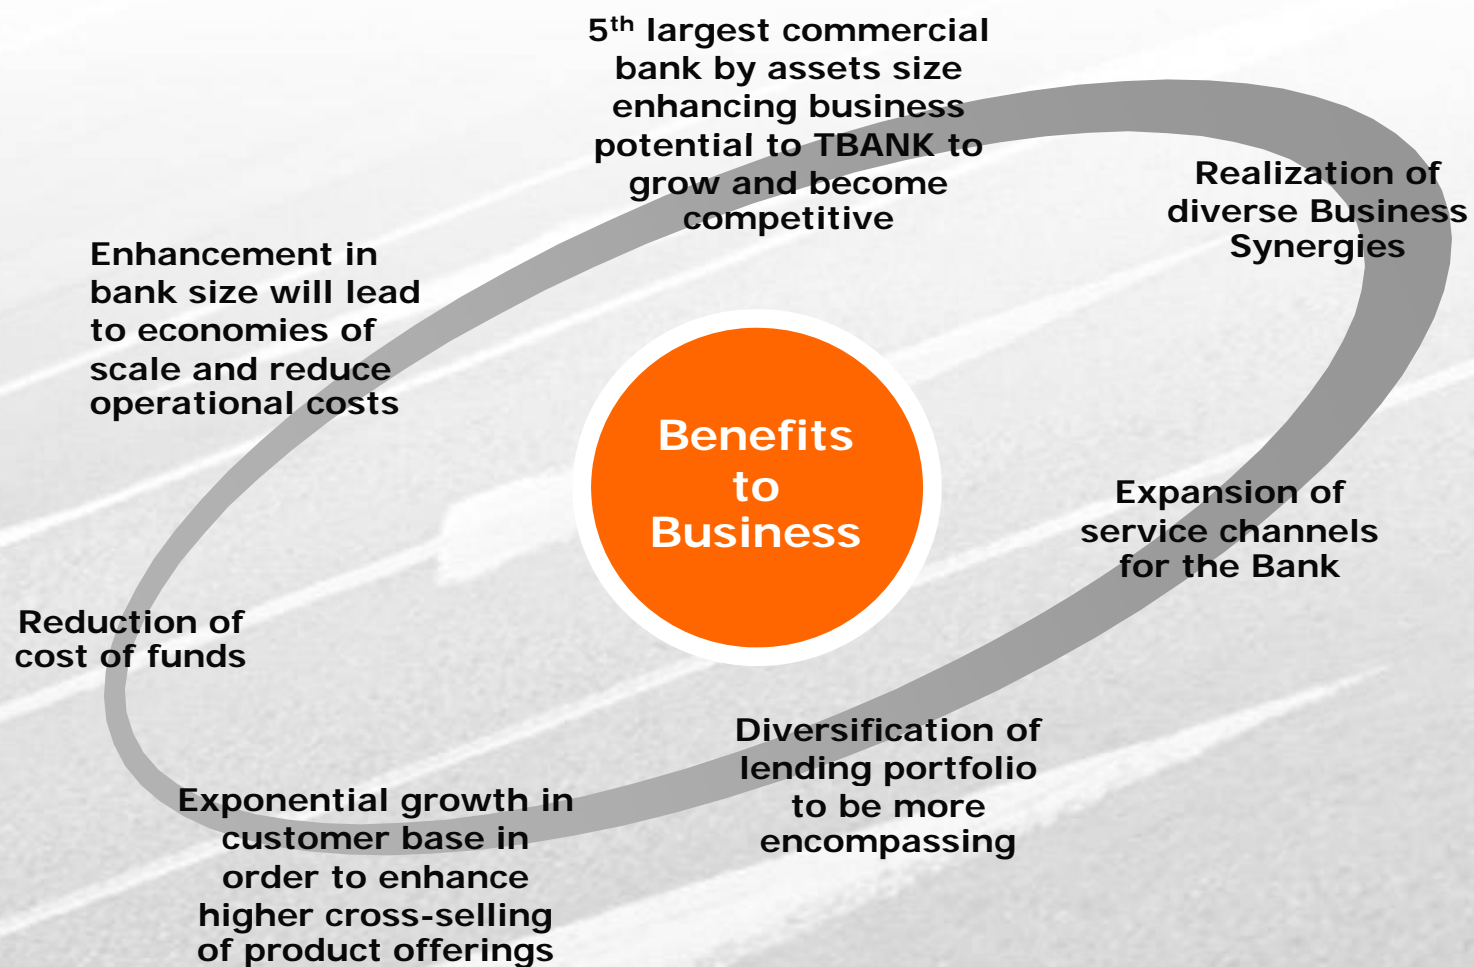 5th largest commercial
bank by assets size
enhancing business
potential to TBANK to
grow and become
competitive
Realization of
diverse Business
Synergies
Enhancement in
bank size will lead
to economies of
scale and reduce
operational costs
Benefits
to
Business
Expansion of
service channels
for the Bank
Reduction of
cost of funds
Diversification of
lending portfolio
to be more
encompassing
Exponential growth in
customer base in
order to enhance
higher cross-selling
of product offerings